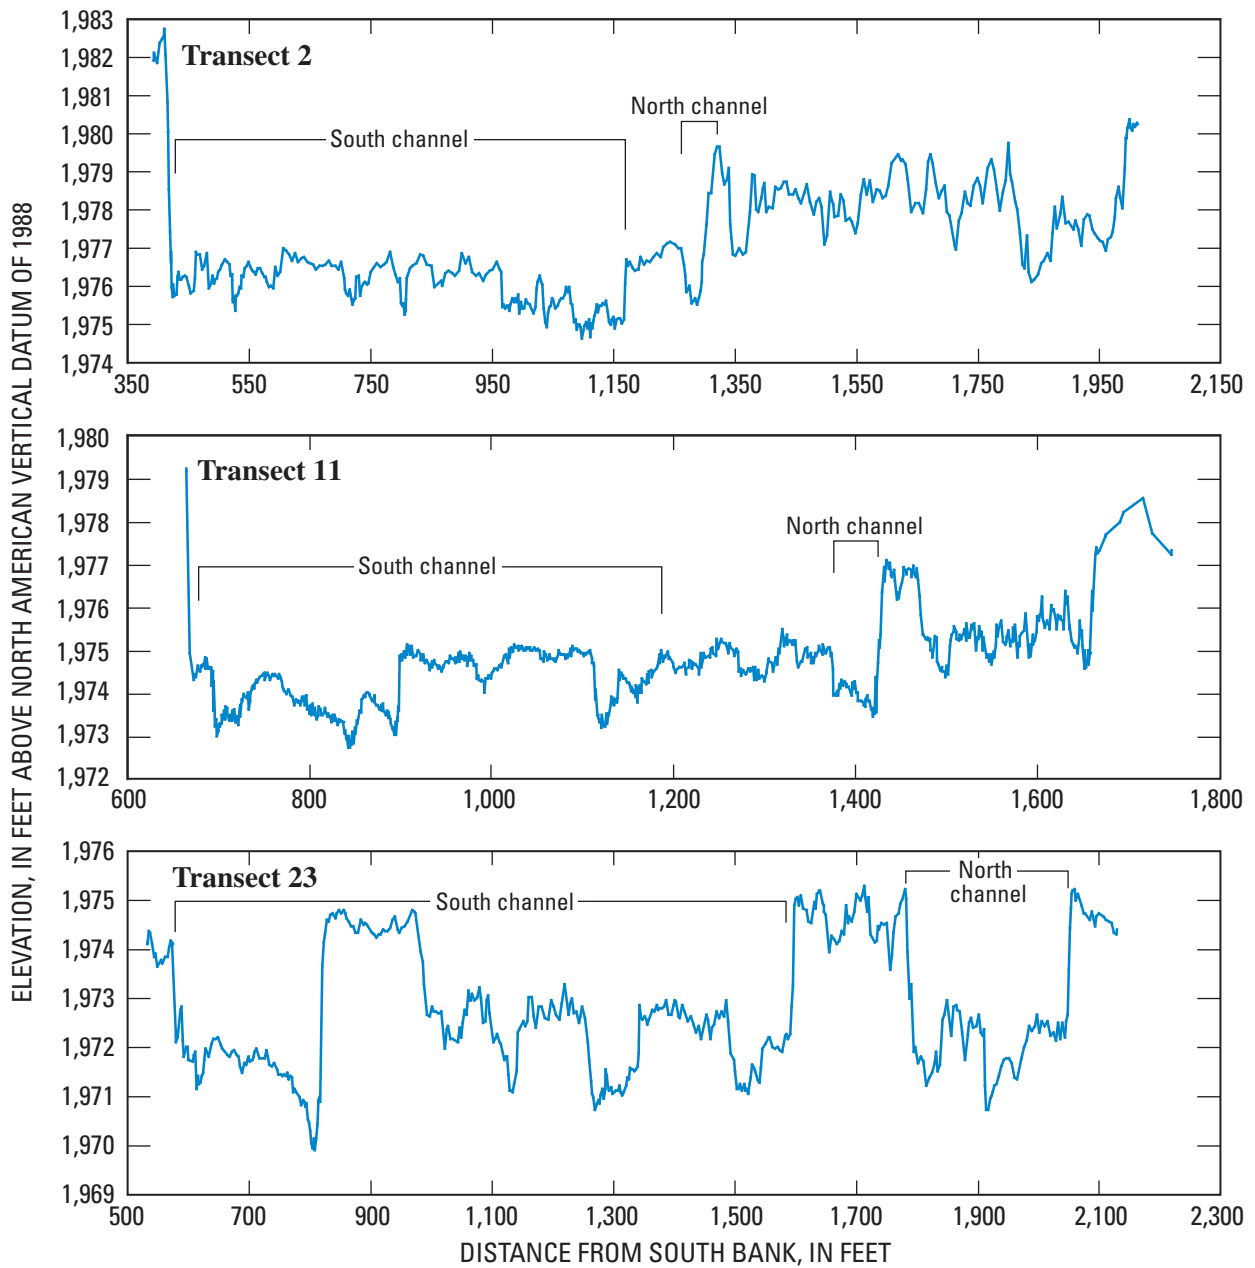 ELEVATION, IN FEET ABOVE NORTH AMERICAN VERTICAL DATUM OF 1988
1,983
1,982
1,981
1,980
1,979
1,978
1,977
1,976
1,975
1,974
Transect 2
South channel
North channel
350 550 750 950 1,150 1,350 1,550 1,750 1,950 2,150
1,980
1,979
1,978
1,977
1,976
1,975
1,974
1,973
1,972
Transect 11
South channel
North channel
600 800 1,000 1,200 1,400 1,600 1,800
1,976
1,975
1,974
1,973
1,972
1,971
1,970
1,969
Transect 23
South channel
North
channel
500 700 900 1,100 1,300 1,500 1,700 1,900 2,100 2,300
DISTANCE FROM SOUTH BANK, IN FEET